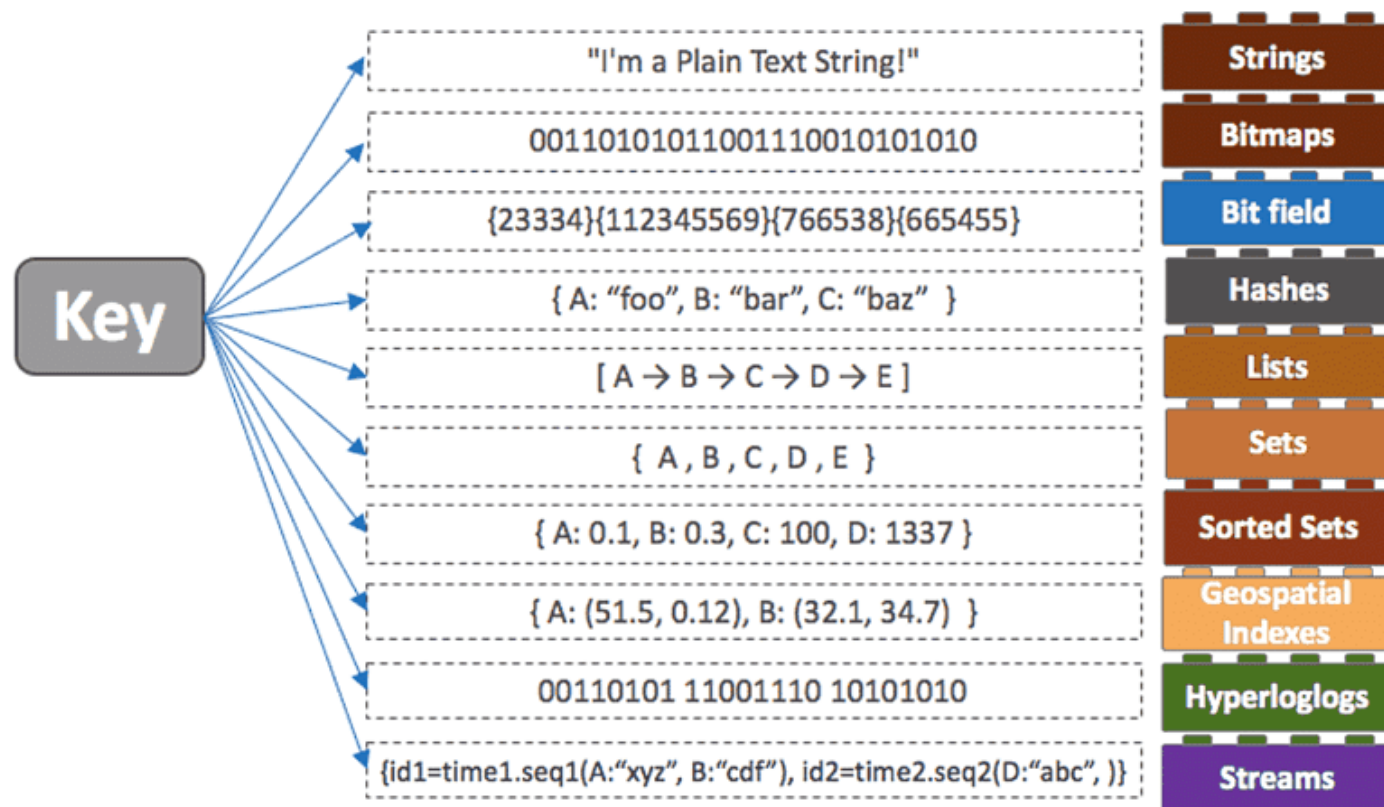 Key
"I'm a Plain Text String!"
Strings
00110101011001110010101010
Bitmaps
{23334}{112345569}{766538}{665455}
Bit field
{ A: “foo”, B: “bar”, C: “baz” }
Hashes
[ A → B → C → D → E ]
Lists
{ A , B , C , D , E }
Sets
{ A: 0.1, B: 0.3, C: 100, D: 1337 }
Sorted Sets
{ A: (51.5, 0.12), B: (32.1, 34.7) }
Geospatial
Indexes
00110101 11001110 10101010
Hyperloglogs
{id1=time1.seq1(A:“xyz”, B:“cdf”), id2=time2.seq2(D:“abc”, )}
Streams